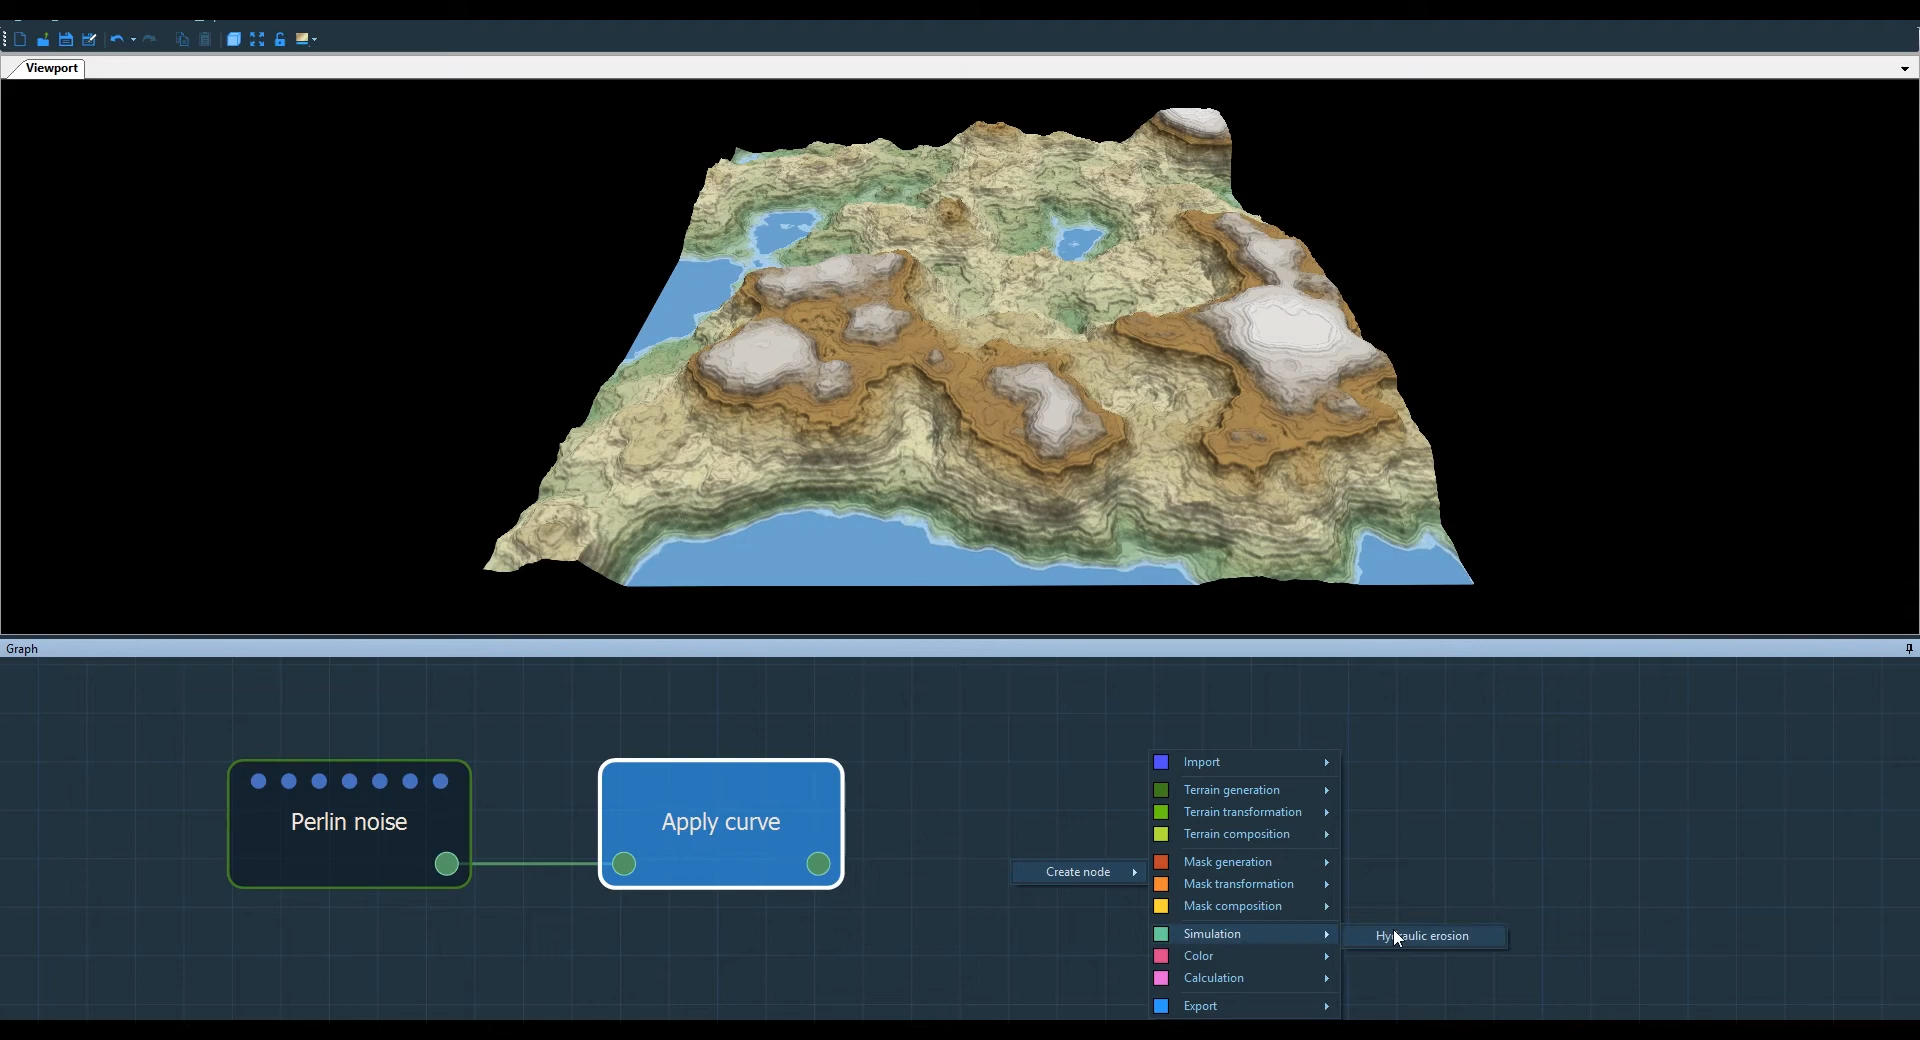 Viewport
Graph
Perlin noise
Apply curve
Create node
Import
Terrain generation
Terrain transformation
Terrain composition
Mask generation
Mask transformation
Mask composition
Simulation
Hydraulic erosion
Color
Calculation
Export